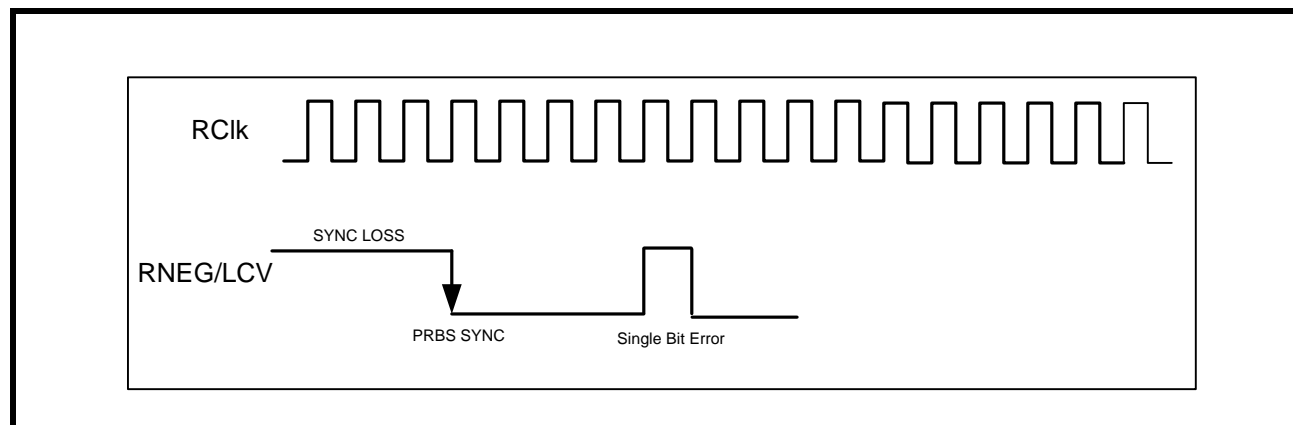 RClk
SYNC LOSS
RNEG/LCV
PRBS SYNC
Single Bit Error